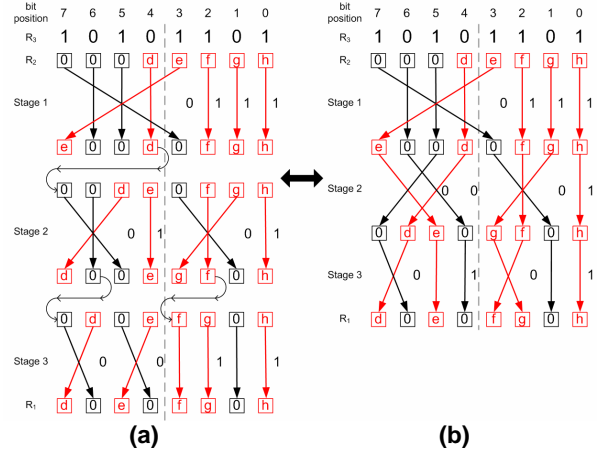 bit
position 7 6 5 4 3 2 1 0
R₃ 1 0 1 0 1 1 0 1
R₂ 0 0 0 d e f g h
Stage 1 0 1 1 1
e 0 0 d 0 f g h
0 0 d e 0 f g h
Stage 2 0 1 0 1
d 0 0 e g f 0 h
0 d 0 e f g 0 h
Stage 3 0 0 1 1
R₁ d 0 e 0 f g 0 h
(a)
bit
position 7 6 5 4 3 2 1 0
R₃ 1 0 1 0 1 1 0 1
R₂ 0 0 0 d e f g h
Stage 1 0 1 1 1
e 0 0 d 0 f g h
Stage 2 0 0 0 1
0 d e 0 g f 0 h
Stage 3 0 1 0 1
R₁ d 0 e 0 f g 0 h
(b)